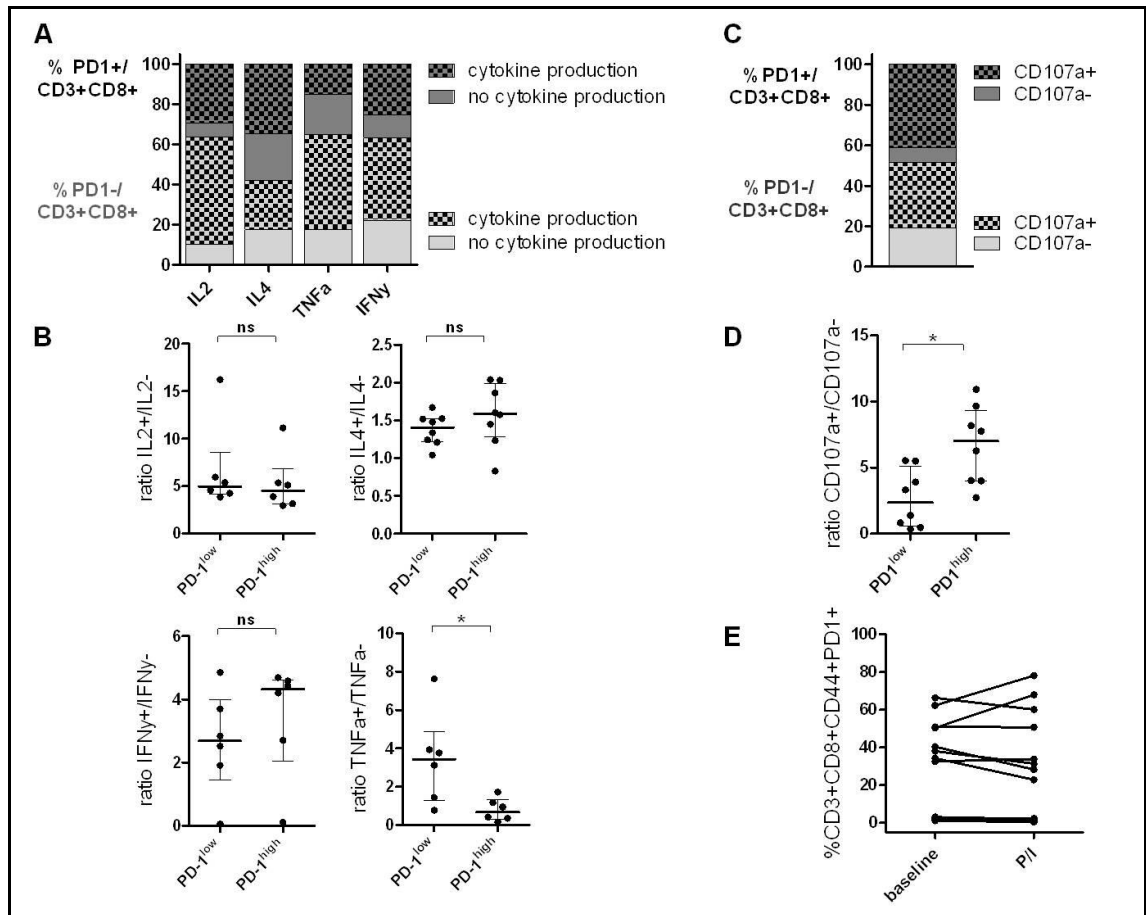 A
% PD1+/
CD3+CD8+
% PD1-/
CD3+CD8+
100
80
60
40
20
0
IL2
IL4
TNFa
IFNy
cytokine production
no cytokine production
cytokine production
no cytokine production
C
% PD1+/
CD3+CD8+
% PD1-/
CD3+CD8+
100
80
60
40
20
0
CD107a+
CD107a-
CD107a+
CD107a-
B
ns
ratio IL2+/IL2-
20
15
10
5
0
PD-1low
PD-1high
ns
ratio IL4+/IL4-
2.5
2.0
1.5
1.0
0.5
0.0
PD-1low
PD-1high
ns
ratio IFNy+/IFNy-
6
4
2
0
PD-1low
PD-1high
*
ratio TNFa+/TNFa-
10
8
6
4
2
0
PD-1low
PD-1high
D
*
ratio CD107a+/CD107a-
15
10
5
0
PD1low
PD1high
E
%CD3+CD8+CD44+PD1+
100
80
60
40
20
0
baseline
P/I